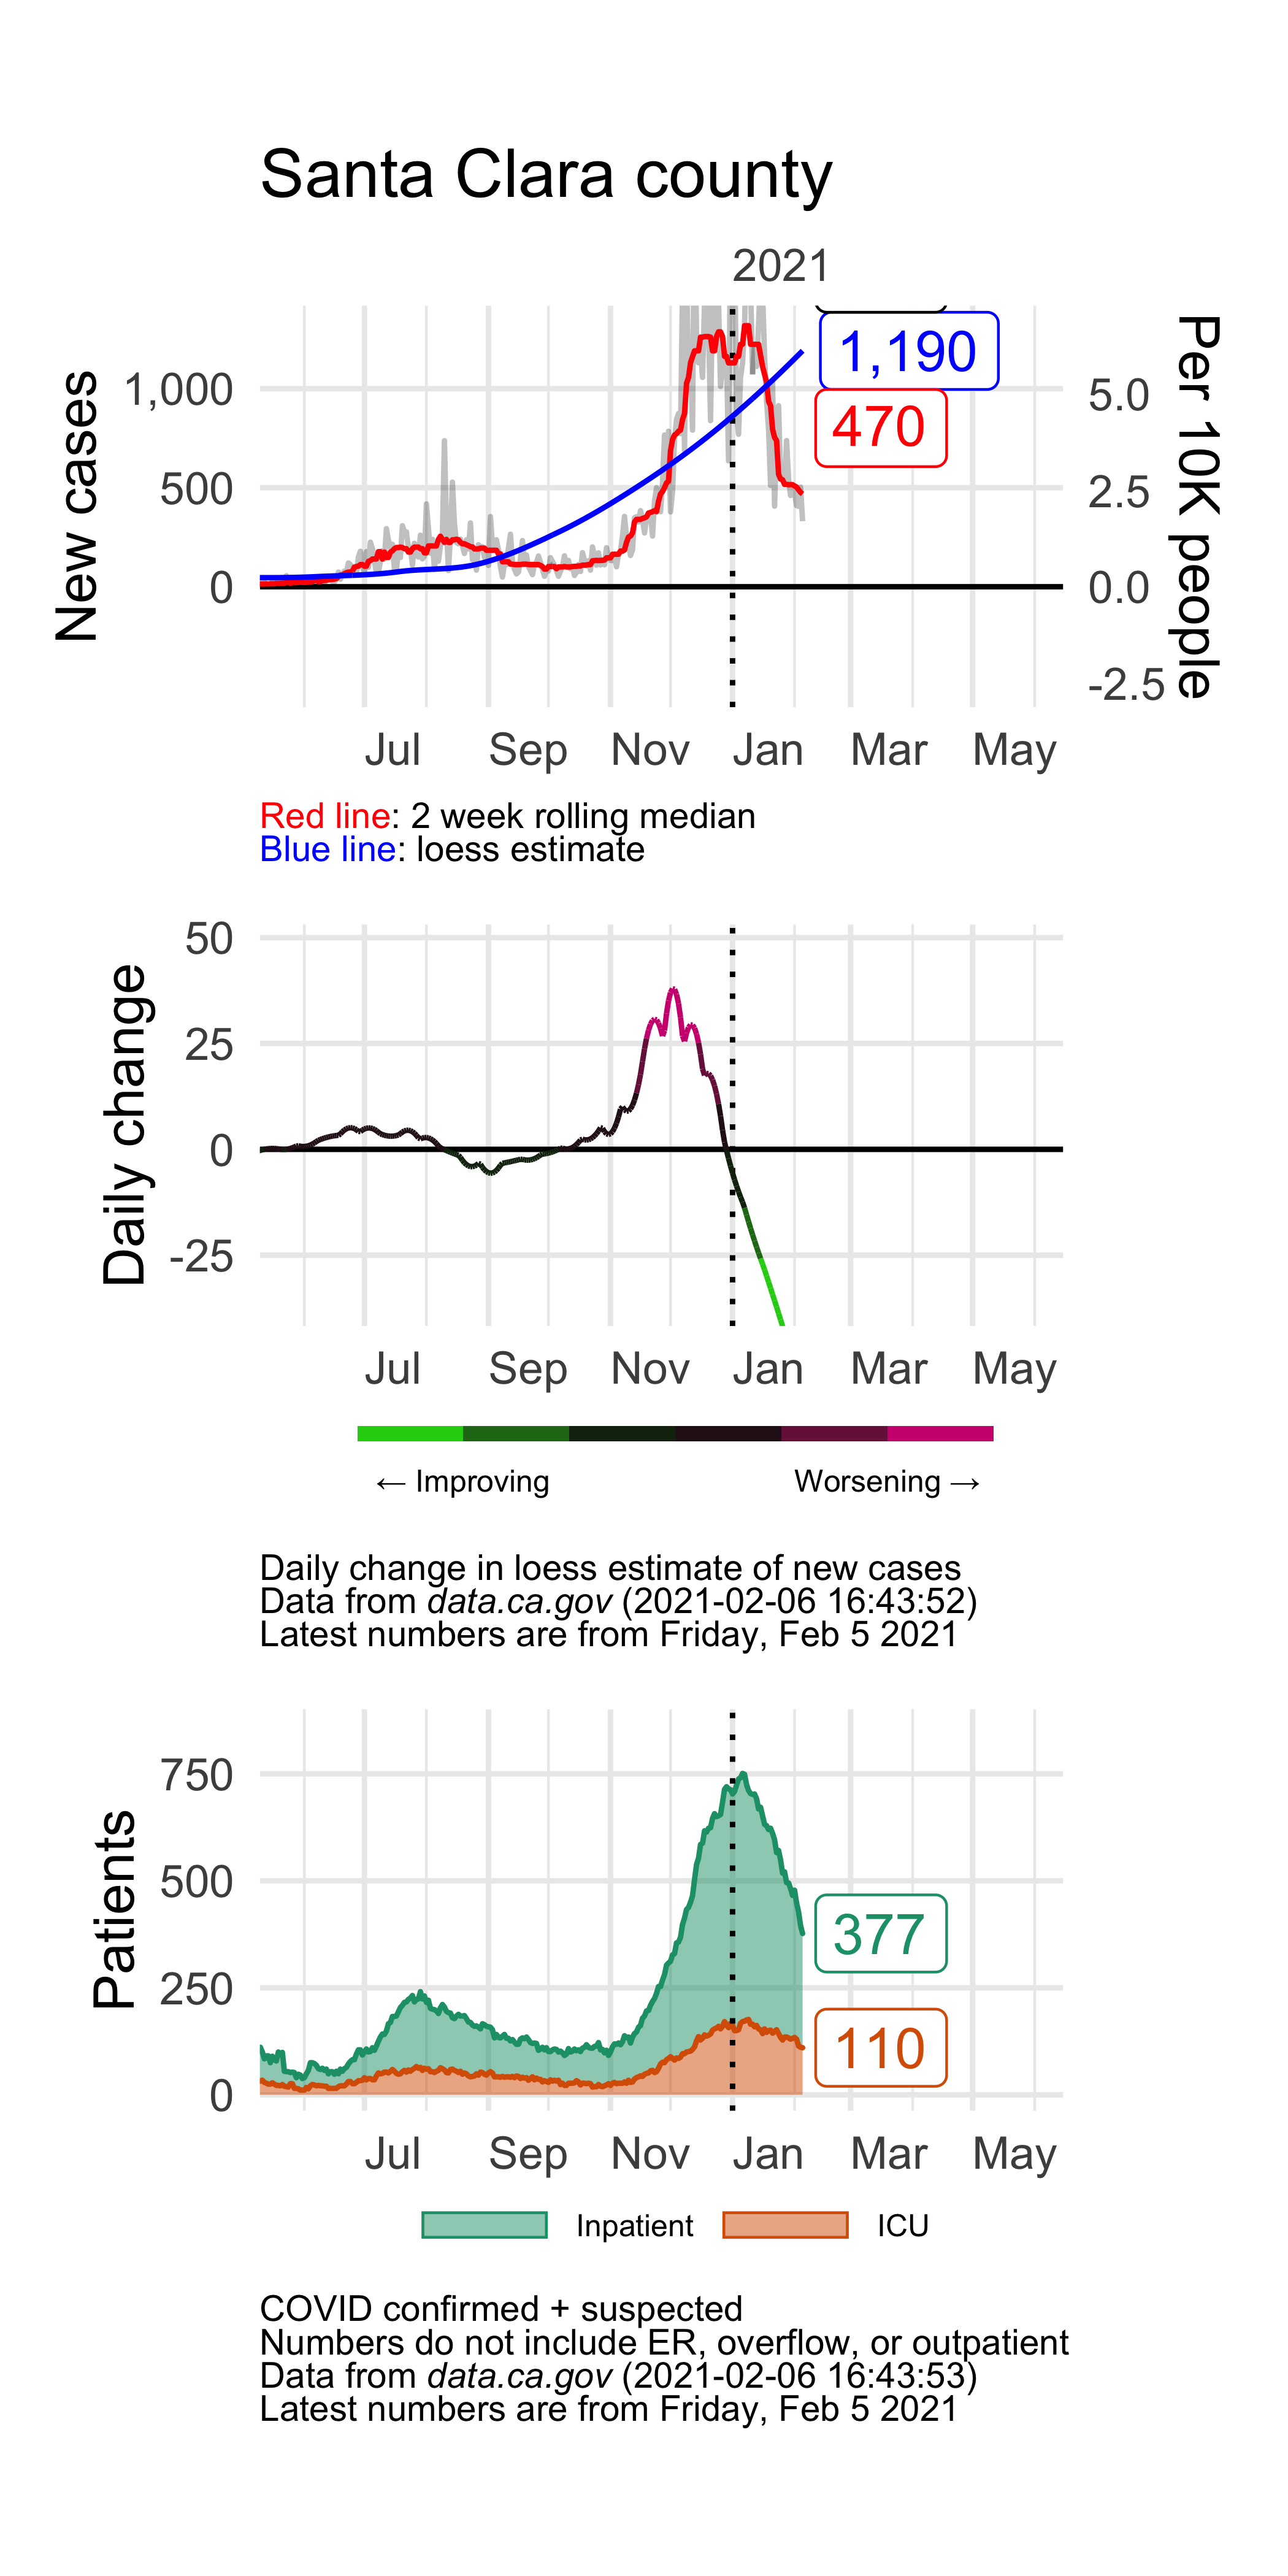 Santa Clara county
2021
New cases
1,000
500
0
1,190
470
5.0
2.5
0.0
-2.5
Per 10K people
Jul Sep Nov Jan Mar May
Red line: 2 week rolling median
Blue line: loess estimate
Daily change
50
25
0
-25
Jul Sep Nov Jan Mar May
← Improving Worsening →
Daily change in loess estimate of new cases
Data from data.ca.gov (2021-02-06 16:43:52)
Latest numbers are from Friday, Feb 5 2021
Patients
750
500
250
0
377
110
Jul Sep Nov Jan Mar May
Inpatient ICU
COVID confirmed + suspected
Numbers do not include ER, overflow, or outpatient
Data from data.ca.gov (2021-02-06 16:43:53)
Latest numbers are from Friday, Feb 5 2021